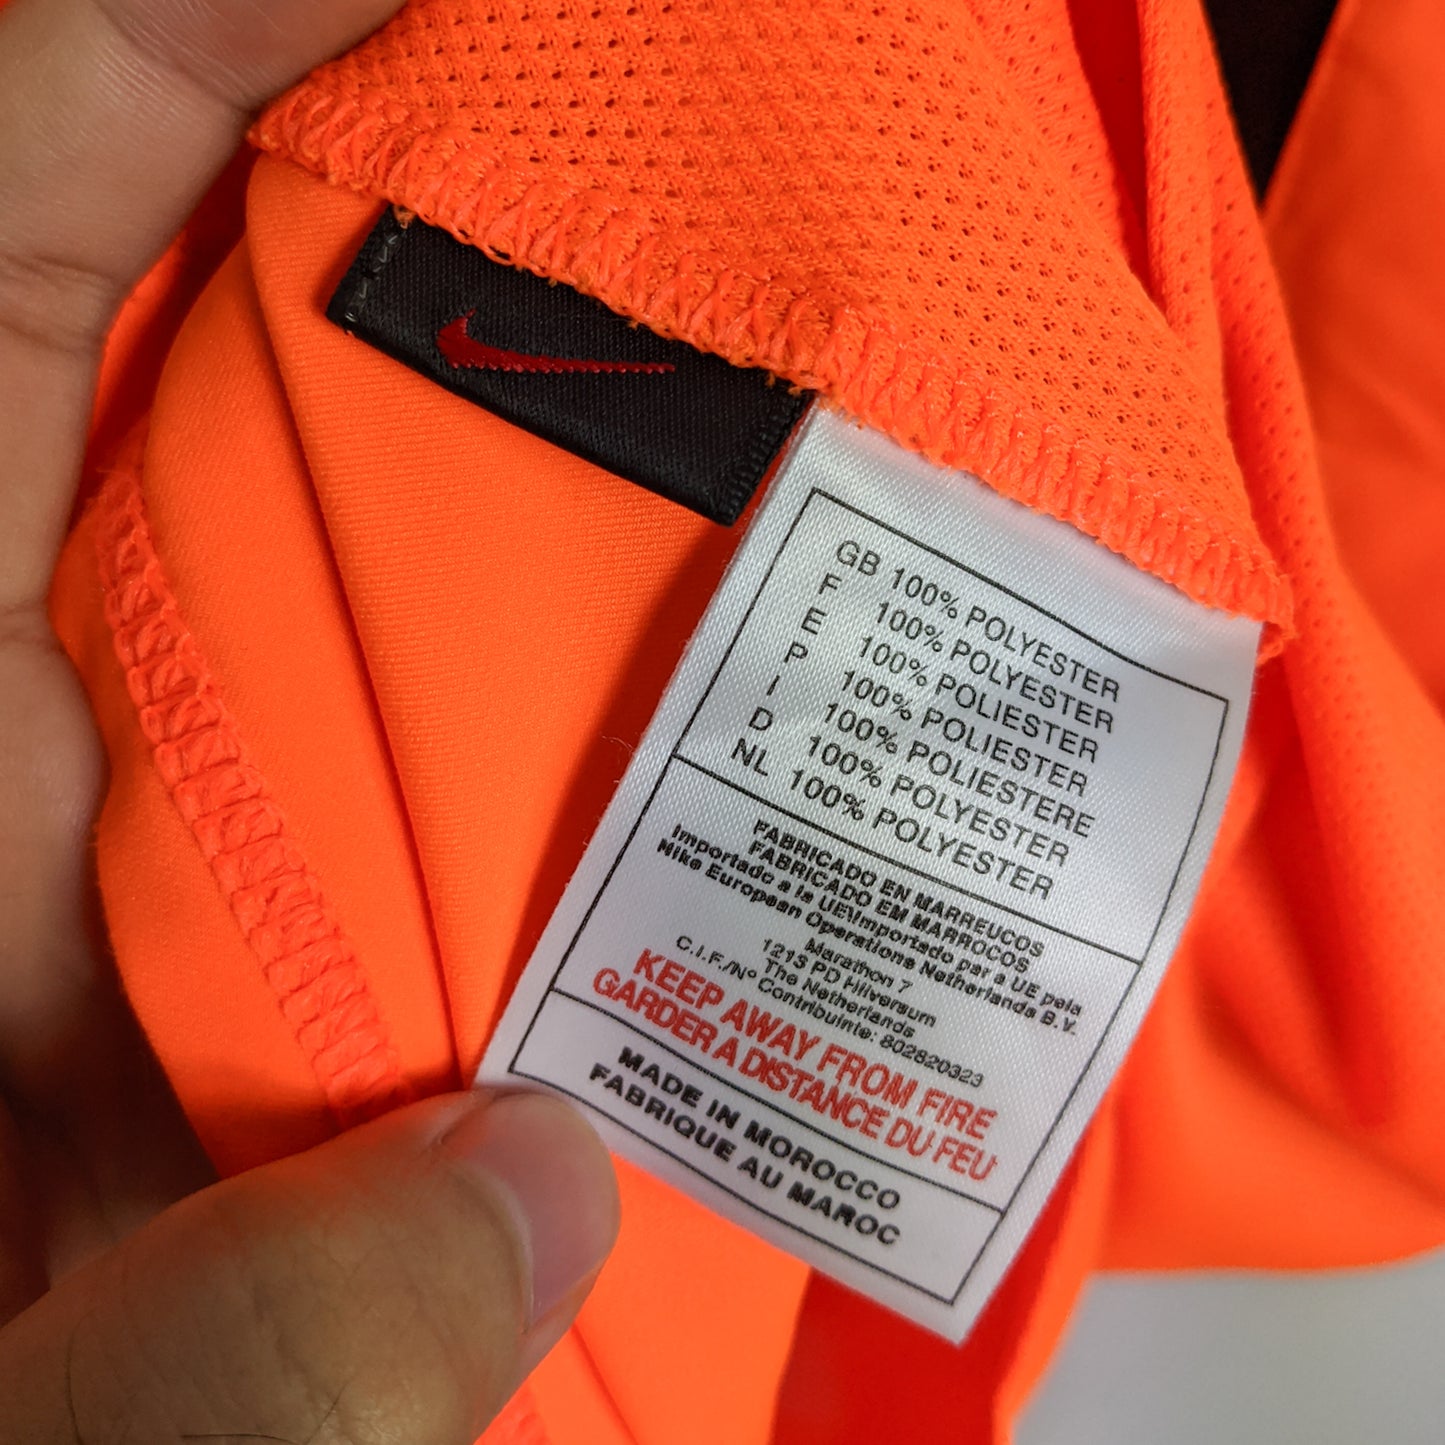 GB 100% POLYESTER
F 100% POLYESTER
E 100% POLIESTER
P 100% POLIESTER
I 100% POLIESTERE
D 100% POLYESTER
NL 100% POLYESTER
FABRICADO EN MARRUECOS
FABRICADO EM MARROCOS
Importado a la UE\Importado par a UE pela
Nike European Operations Netherlands B.V.
Marathon 7
1213 PD Hilversum
The Netherlands
C.I.F./Nº Contribuinte: 802820323
KEEP AWAY FROM FIRE
GARDER A DISTANCE DU FEU
MADE IN MOROCCO
FABRIQUE AU MAROC